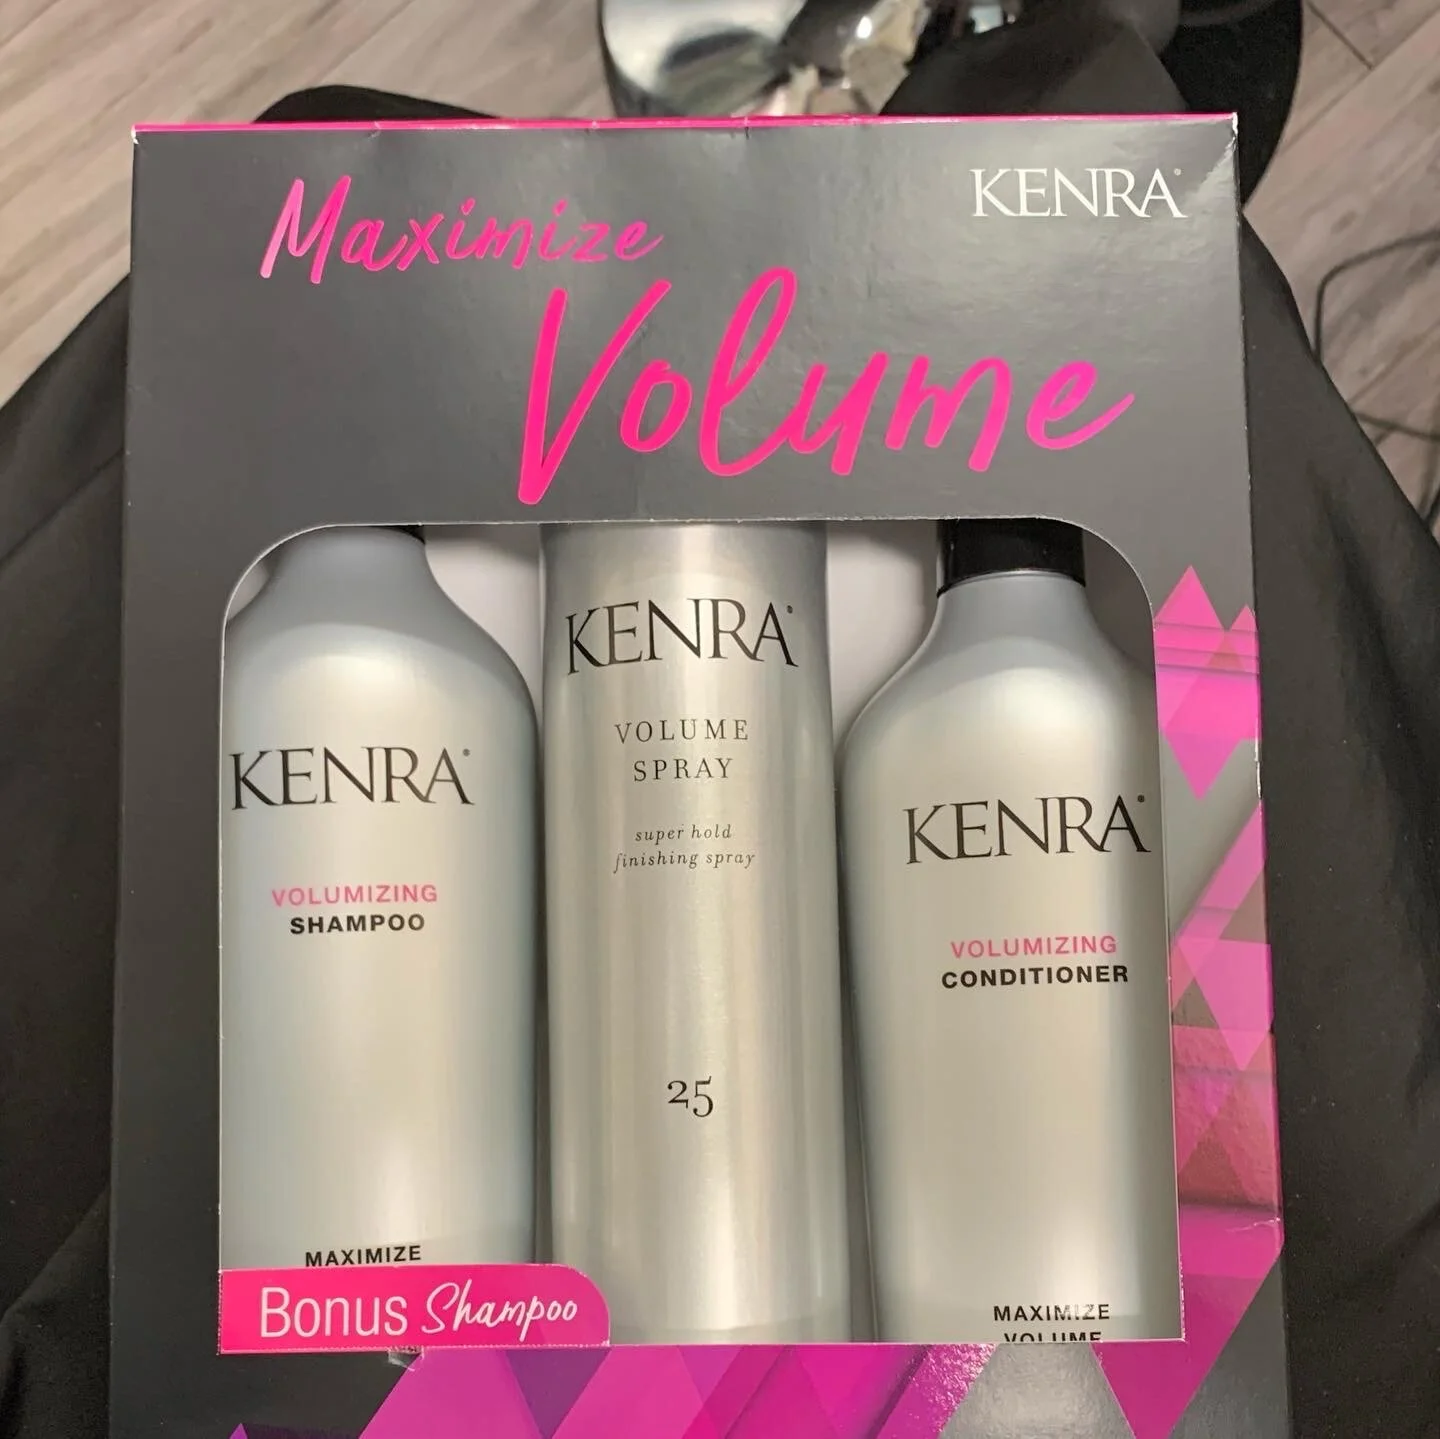 Maximize
KENRA
Volume
KENRA
VOLUMIZING
SHAMPOO
MAXIMIZE
Bonus Shampoo
KENRA
VOLUME
SPRAY
super hold
finishing spray
25
KENRA
VOLUMIZING
CONDITIONER
MAXIMIZE
VOLUME